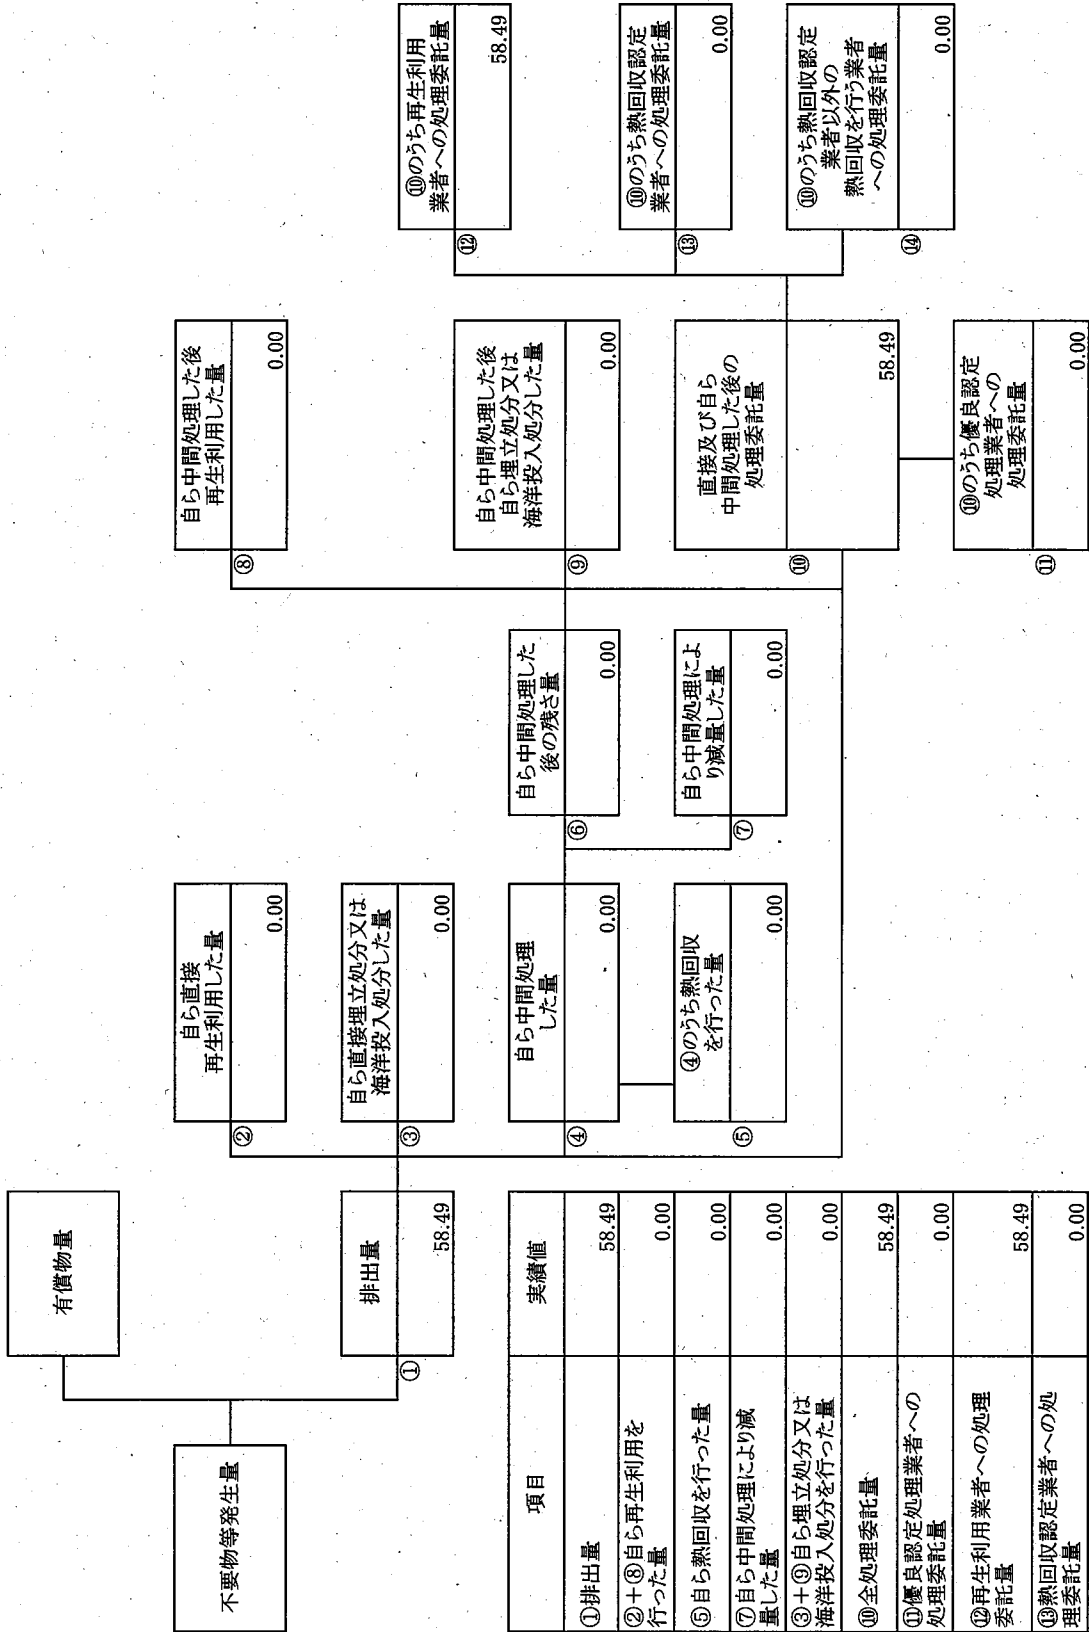 不要物等発生量
有償物量
排出量
①
58.49
自ら直接
再生利用した量
②
0.00
自ら直接埋立処分又は
海洋投入処分した量
③
0.00
自ら中間処理
した量
④
0.00
④のうち熱回収
を行った量
⑤
0.00
自ら中間処理した
後の残さ量
⑥
0.00
自ら中間処理によ
り減量した量
⑦
0.00
自ら中間処理した後
再生利用した量
⑧
0.00
自ら中間処理した後
自ら埋立処分又は
海洋投入処分した量
⑨
0.00
直接及び自ら
中間処理した後の
処理委託量
⑩
58.49
⑩のうち優良認定
処理業者への
処理委託量
⑪
0.00
⑩のうち再生利用
業者への処理委託量
⑫
58.49
⑩のうち熱回収認定
業者への処理委託量
⑬
0.00
⑩のうち熱回収認定
業者以外の
熱回収を行う業者
への処理委託量
⑭
0.00
項目 実績値
①排出量 58.49
②+⑧自ら再生利用を
行った量 0.00
⑤自ら熱回収を行った量 0.00
⑦自ら中間処理により減
量した量 0.00
③+⑨自ら埋立処分又は
海洋投入処分を行った量 0.00
⑩全処理委託量 58.49
⑪優良認定処理業者への
処理委託量 0.00
⑫再生利用業者への処理
委託量 58.49
⑬熱回収認定業者への処
理委託量 0.00